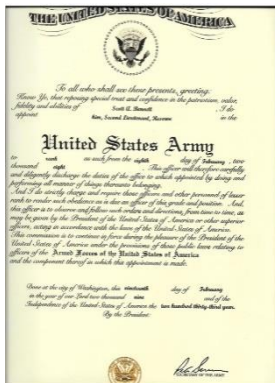 THE UNITED STATES OF AMERICA
To all who shall see these presents, greeting:
Know Ye, that reposing special trust and confidence in the patriotism, valor,
fidelity and abilities of Scott A. , I do
appoint him, Second Lieutenant, Reserve in the
United States Army
to rank as such from the eighth day of February, two
thousand eight. This officer will therefore carefully
and diligently discharge the duties of the office to which appointed by doing and
performing all manner of things thereunto belonging.
And I do strictly charge and require those officers and other personnel of lesser
rank to render such obedience as is due an officer of this grade and position. And,
this officer is to observe and follow such orders and directions, from time to time, as
may be given by the President of the United States of America or other superior
officers, acting in accordance with the laws of the United States of America.
This commission is to continue in force during the pleasure of the President of the
United States of America under the provisions of those public laws relating to
officers of the Armed Forces of the United States of America
and the component thereof in which this appointment is made.
Done at the city of Washington, this nineteenth day of February
in the year of our Lord two thousand nine and of the
Independence of the United States of America the two hundred thirty-third year.
By the President: